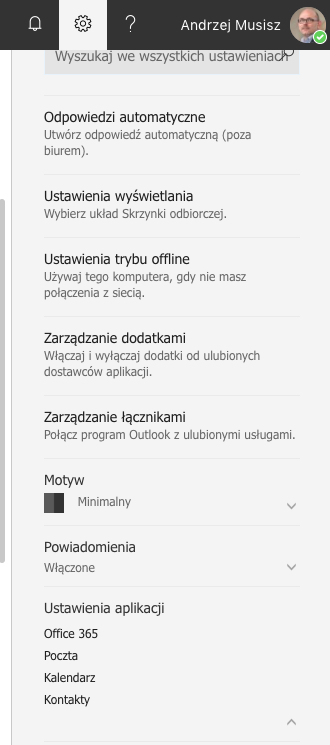 ? Andrzej Musisz
Wyszukaj we wszystkich ustawieniach
Odpowiedzi automatyczne
Utwórz odpowiedź automatyczną (poza
biurem).
Ustawienia wyświetlania
Wybierz układ Skrzynki odbiorczej.
Ustawienia trybu offline
Używaj tego komputera, gdy nie masz
połączenia z siecią.
Zarządzanie dodatkami
Włączaj i wyłączaj dodatki od ulubionych
dostawców aplikacji.
Zarządzanie łącznikami
Połącz program Outlook z ulubionymi usługami.
Motyw
Minimalny
Powiadomienia
Włączone
Ustawienia aplikacji
Office 365
Poczta
Kalendarz
Kontakty